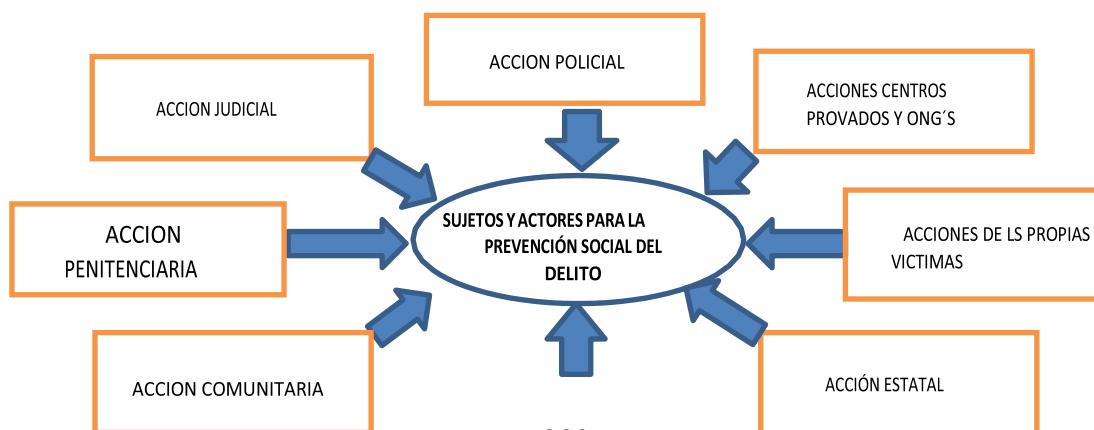 ACCION POLICIAL
ACCION JUDICIAL
ACCIONES CENTROS
PROVADOS Y ONG´S
SUJETOS Y ACTORES PARA LA
PREVENCIÓN SOCIAL DEL
DELITO
ACCION
PENITENCIARIA
ACCIONES DE LS PROPIAS
VICTIMAS
ACCION COMUNITARIA
ACCIÓN ESTATAL